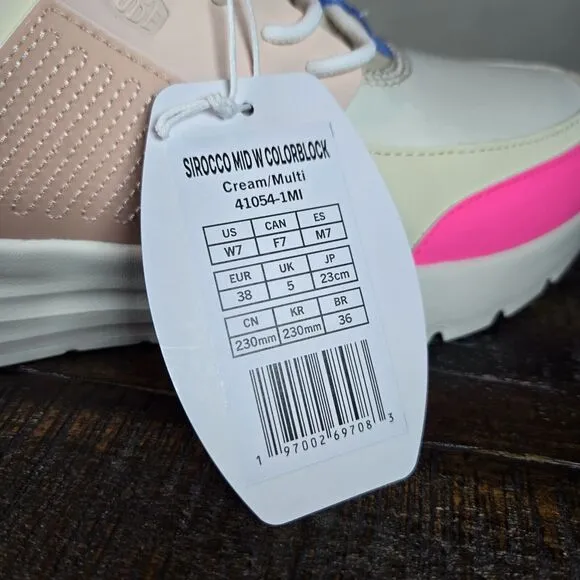 SIROCCO MID W COLORBLOCK
Cream/Multi
41054-1MI
US CAN ES
W7 F7 M7
EUR UK JP
38 5 23cm
CN KR BR
230mm 230mm 36
1 97002 69708 3